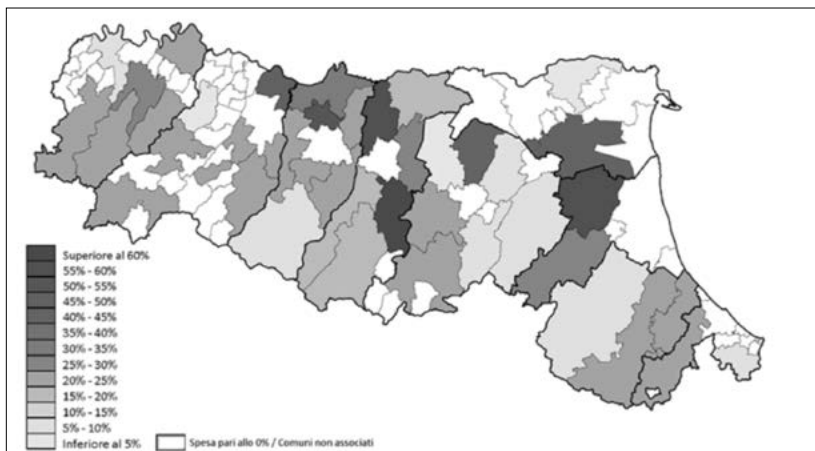 Superiore al 60%
55% - 60%
50% - 55%
45% - 50%
40% - 45%
35% - 40%
30% - 35%
25% - 30%
20% - 25%
15% - 20%
10% - 15%
5% - 10%
Inferiore al 5%
Spesa pari allo 0% / Comuni non associati